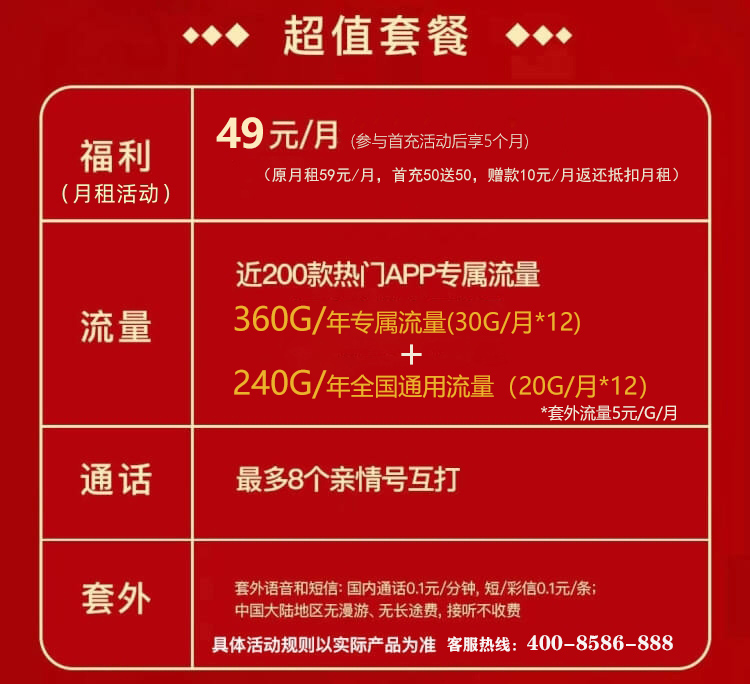 超值套餐
福利
（月租活动）
49元/月 (参与首充活动后享5个月)
（原月租59元/月，首充50送50，赠款10元/月返还抵扣月租）
流量
近200款热门APP专属流量
360G/年专属流量(30G/月*12)
+
240G/年全国通用流量（20G/月*12）
*套外流量5元/G/月
通话
最多8个亲情号互打
套外
套外语音和短信: 国内通话0.1元/分钟, 短/彩信0.1元/条;
中国大陆地区无漫游、无长途费, 接听不收费
具体活动规则以实际产品为准 客服热线：400-8586-888